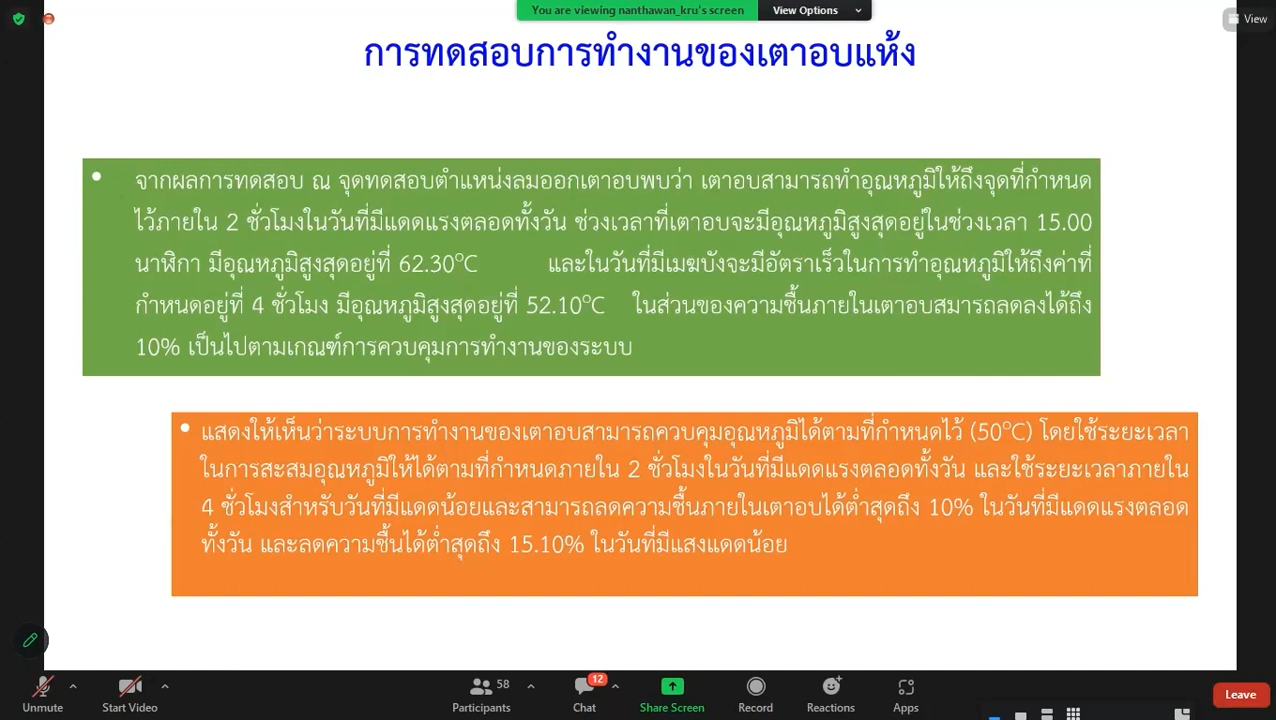 You are viewing nanthawan_kru's screen
View Options
View
การทดสอบการทำงานของเตาอบแห้ง
จากผลการทดสอบ ณ จุดทดสอบตำแหน่งลมออกเตาอบพบว่า เตาอบสามารถทำอุณหภูมิให้ถึงจุดที่กำหนด
ไว้ภายใน 2 ชั่วโมงในวันที่มีแดดแรงตลอดทั้งวัน ช่วงเวลาที่เตาอบจะมีอุณหภูมิสูงสุดอยู่ในช่วงเวลา 15.00
นาฬิกา มีอุณหภูมิสูงสุดอยู่ที่ 62.30°C และในวันที่มีเมฆบังจะมีอัตราเร็วในการทำอุณหภูมิให้ถึงค่าที่
กำหนดอยู่ที่ 4 ชั่วโมง มีอุณหภูมิสูงสุดอยู่ที่ 52.10°C ในส่วนของความชื้นภายในเตาอบสมารถลดลงได้ถึง
10% เป็นไปตามเกณฑ์การควบคุมการทำงานของระบบ
แสดงให้เห็นว่าระบบการทำงานของเตาอบสามารถควบคุมอุณหภูมิได้ตามที่กำหนดไว้ (50°C) โดยใช้ระยะเวลา
ในการสะสมอุณหภูมิให้ได้ตามที่กำหนดภายใน 2 ชั่วโมงในวันที่มีแดดแรงตลอดทั้งวัน และใช้ระยะเวลาภายใน
4 ชั่วโมงสำหรับวันที่มีแดดน้อยและสามารถลดความชื้นภายในเตาอบได้ต่ำสุดถึง 10% ในวันที่มีแดดแรงตลอด
ทั้งวัน และลดความชื้นได้ต่ำสุดถึง 15.10% ในวันที่มีแสงแดดน้อย
58
12
Unmute
Start Video
Participants
Chat
Share Screen
Record
Reactions
Apps
Leave